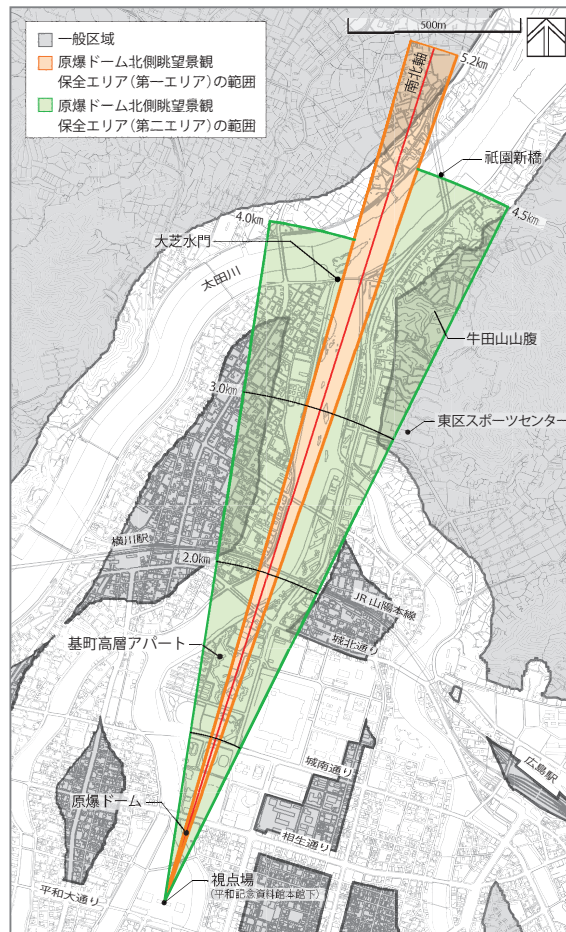 500m
一般区域
原爆ドーム北側眺望景観
保全エリア(第一エリア)の範囲
原爆ドーム北側眺望景観
保全エリア(第二エリア)の範囲
南北軸
5.2km
祇園新橋
4.0km
4.5km
大芝水門
太田川
牛田山山腹
3.0km
東区スポーツセンター
横川駅
2.0km
JR山陽本線
城北通り
基町高層アパート
城南通り
広島駅
原爆ドーム
相生通り
平和大通り
視点場
(平和記念資料館本館下)